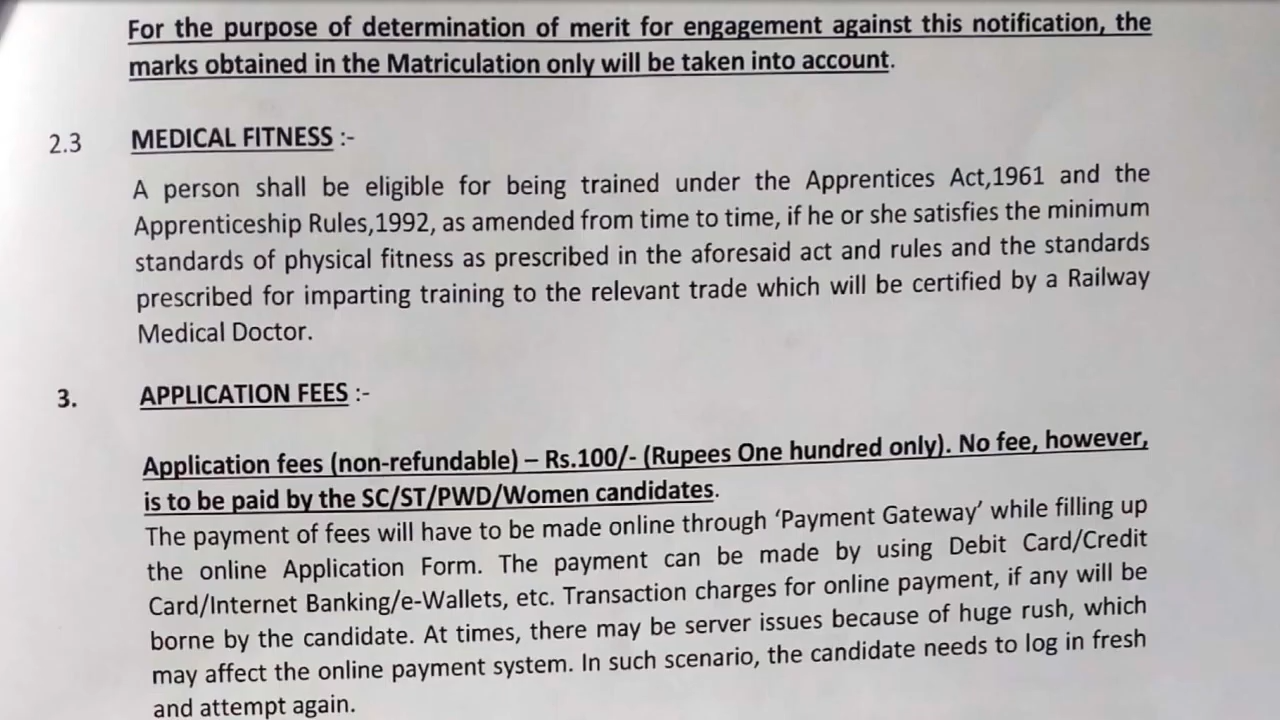 For the purpose of determination of merit for engagement against this notification, the
marks obtained in the Matriculation only will be taken into account.
2.3 MEDICAL FITNESS :-
A person shall be eligible for being trained under the Apprentices Act,1961 and the
Apprenticeship Rules,1992, as amended from time to time, if he or she satisfies the minimum
standards of physical fitness as prescribed in the aforesaid act and rules and the standards
prescribed for imparting training to the relevant trade which will be certified by a Railway
Medical Doctor.
3. APPLICATION FEES :-
Application fees (non-refundable) – Rs.100/- (Rupees One hundred only). No fee, however,
is to be paid by the SC/ST/PWD/Women candidates.
The payment of fees will have to be made online through ‘Payment Gateway’ while filling up
the online Application Form. The payment can be made by using Debit Card/Credit
Card/Internet Banking/e-Wallets, etc. Transaction charges for online payment, if any will be
borne by the candidate. At times, there may be server issues because of huge rush, which
may affect the online payment system. In such scenario, the candidate needs to log in fresh
and attempt again.